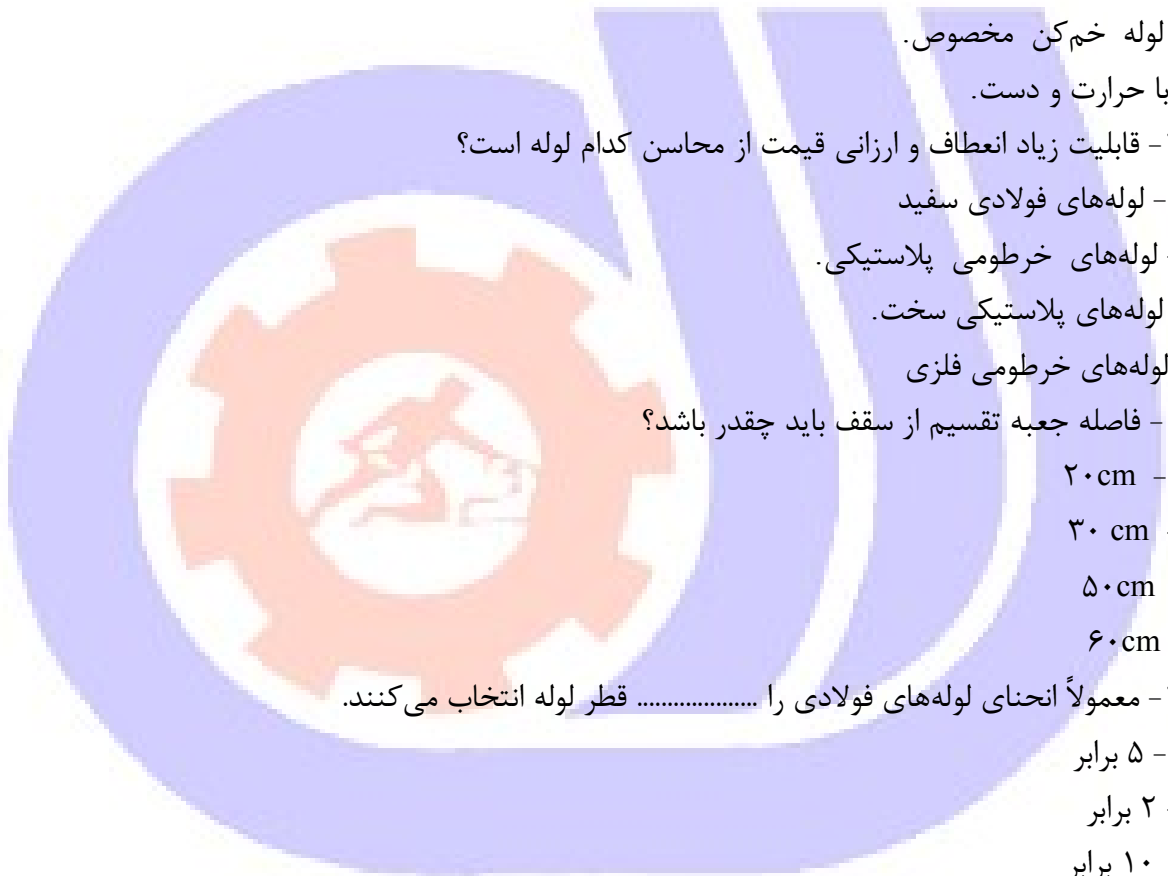 لوله خم‌کن مخصوص.
با حرارت و دست.
- قابلیت زیاد انعطاف و ارزانی قیمت از محاسن کدام لوله است؟
- لوله‌های فولادی سفید
لوله‌های خرطومی پلاستیکی.
لوله‌های پلاستیکی سخت.
لوله‌های خرطومی فلزی
- فاصله جعبه تقسیم از سقف باید چقدر باشد؟
- ۲۰cm
۳۰ cm
۵۰cm
۶۰cm
- معمولاً انحنای لوله‌های فولادی را .................... قطر لوله انتخاب می‌کنند.
- ۵ برابر
۲ برابر
۱۰ برابر